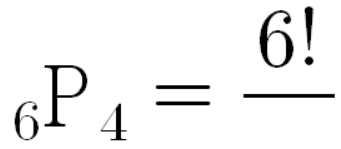 ₆P₄ = 6!/